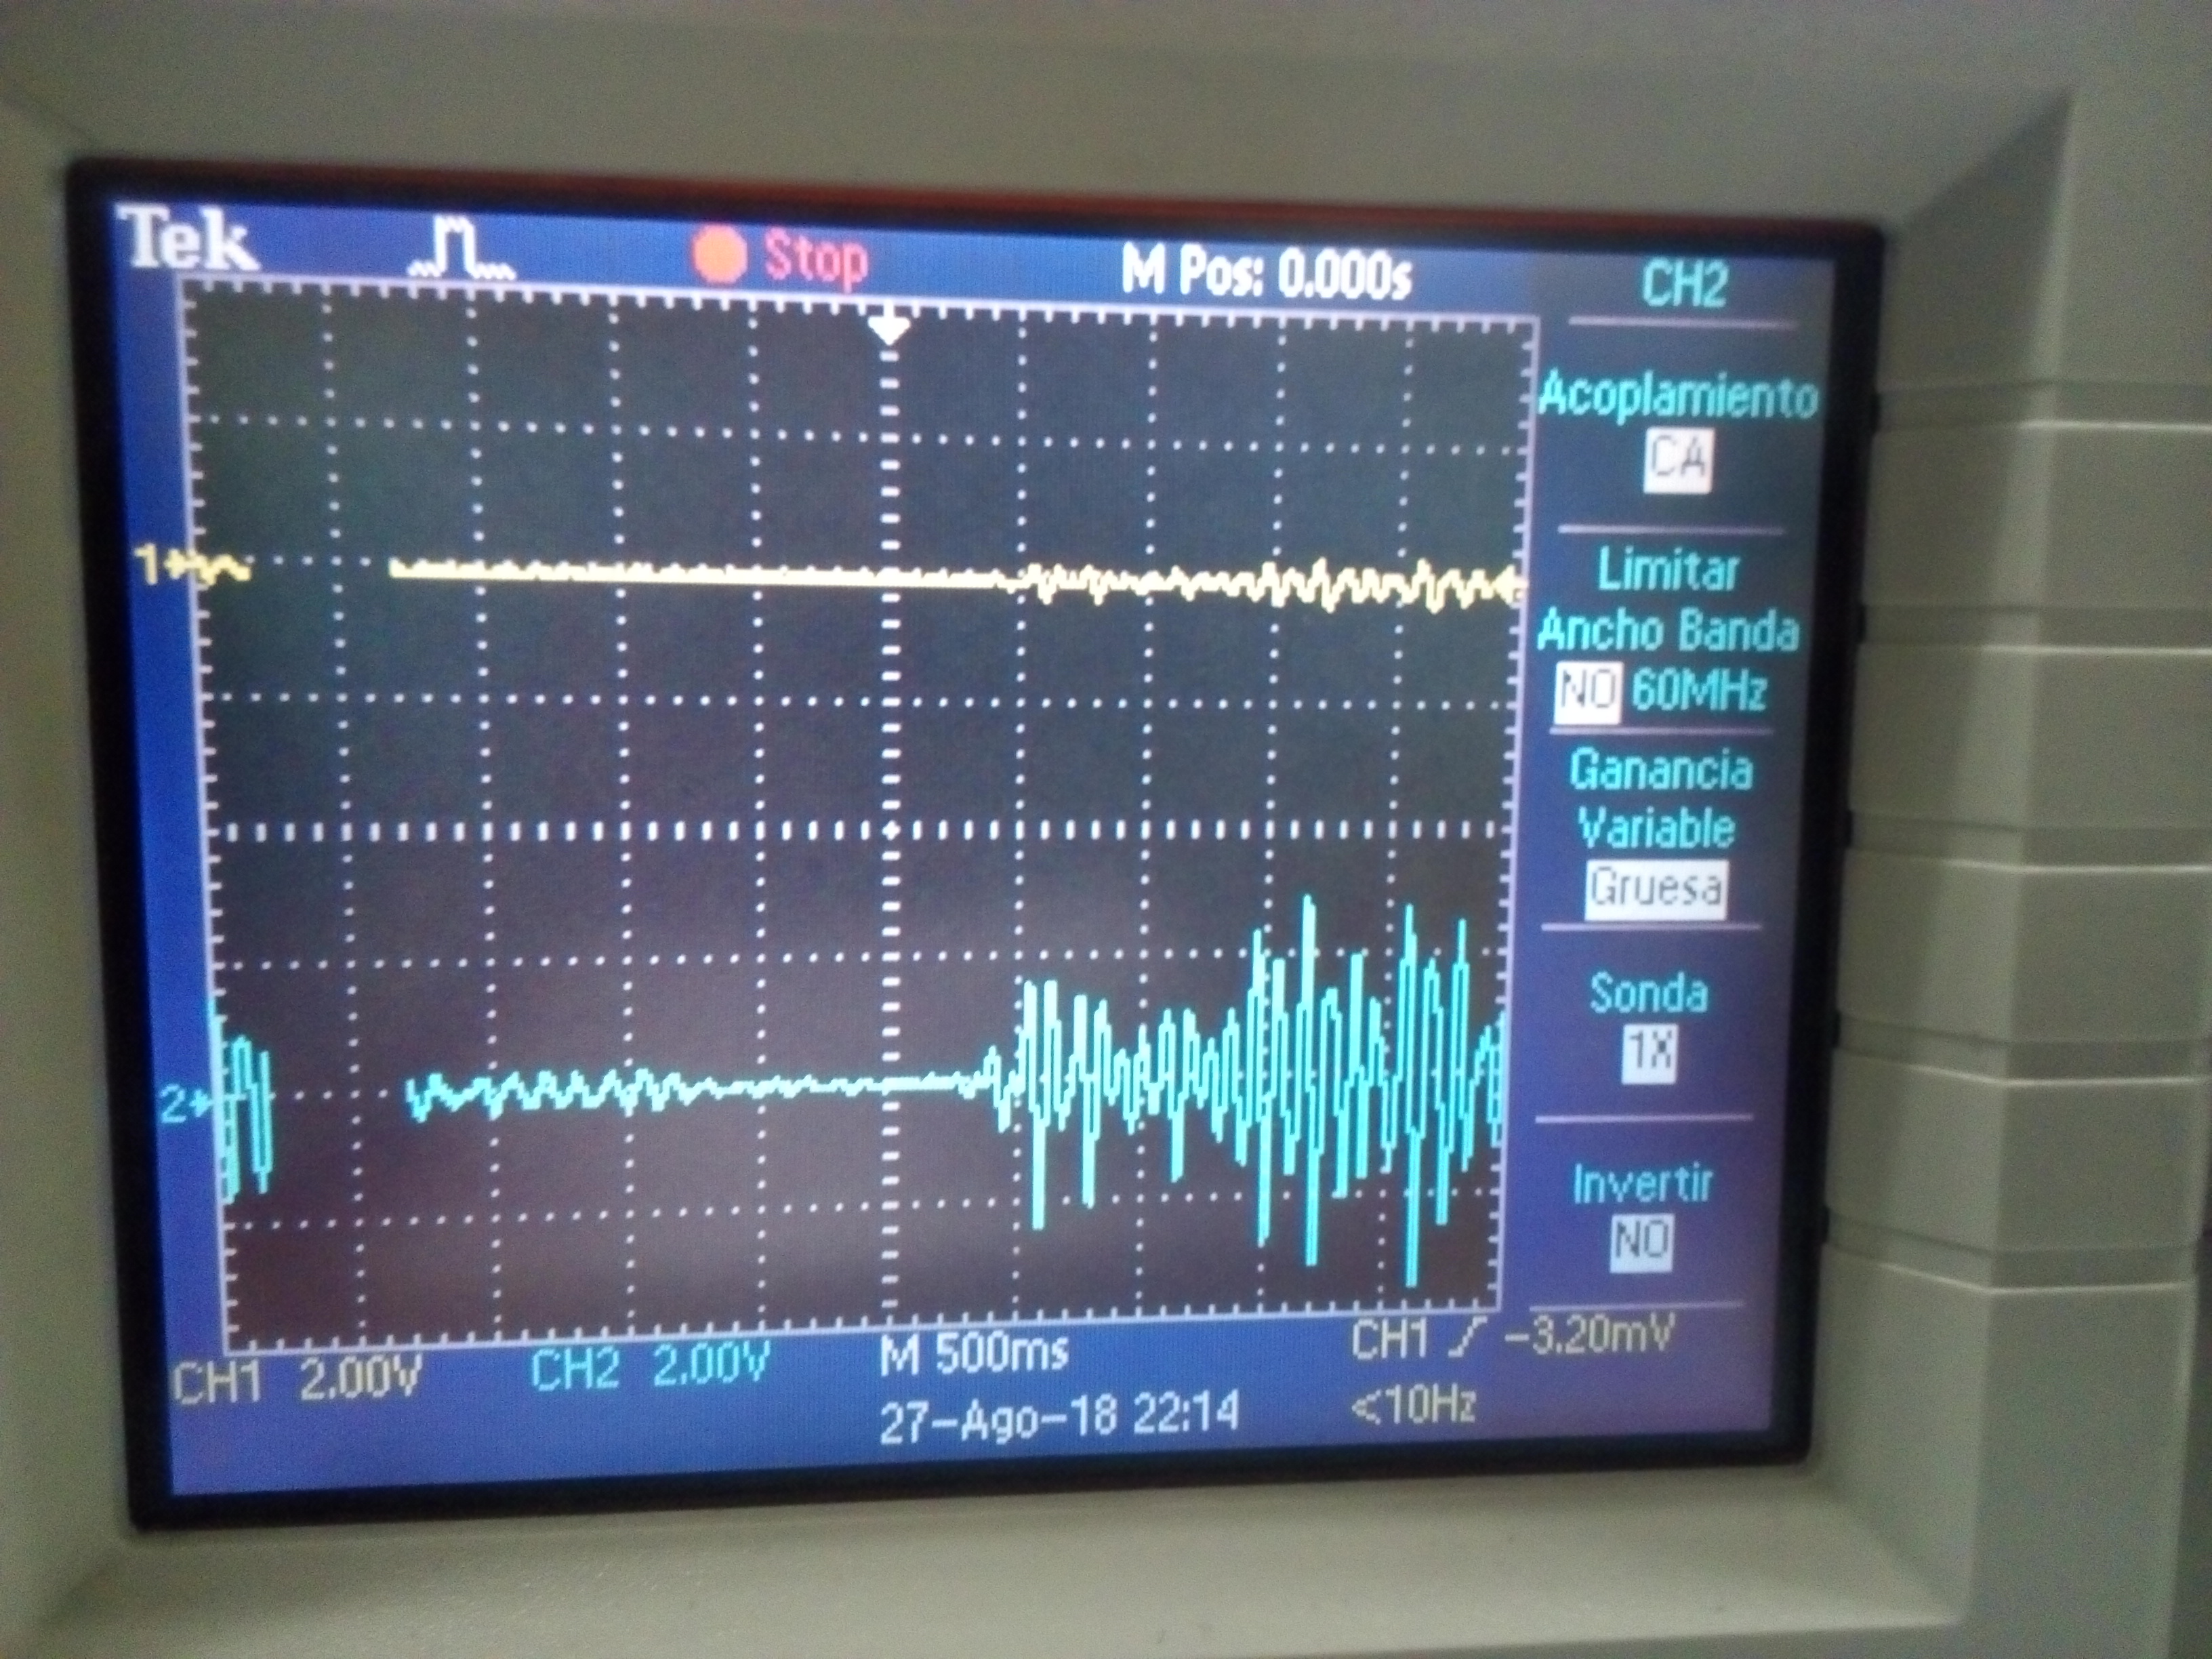 Tek Stop M Pos: 0.000s CH2
Acoplamiento
CA
Limitar
Ancho Banda
NO 60MHz
Ganancia
Variable
Gruesa
Sonda
1X
Invertir
NO
1
2
CH1 2.00V CH2 2.00V M 500ms CH1 -3.20mV
27-Ago-18 22:14 <10Hz